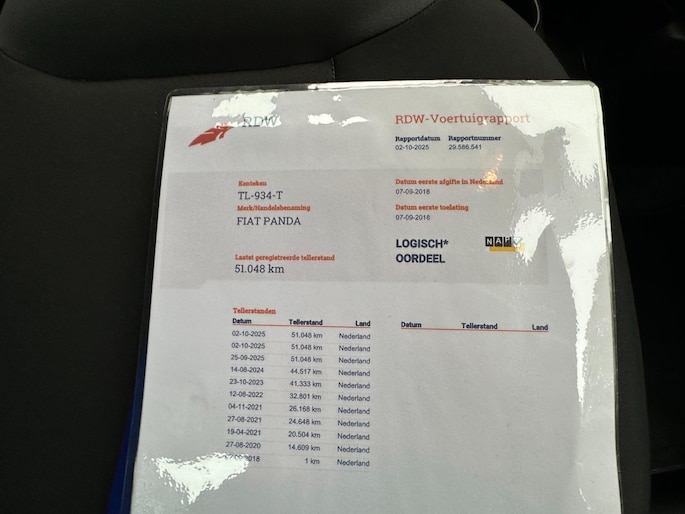 RDW
RDW-Voertuigrapport
Rapportdatum Rapportnummer
02-10-2025 29.586.541
Kenteken
TL-934-T
Merk/Handelsbenaming
FIAT PANDA
Datum eerste afgifte in Nederland
07-09-2018
Datum eerste toelating
07-09-2018
Laatst geregistreerde tellerstand
51.048 km
LOGISCH*
OORDEEL
NAP
Tellerstanden
Datum Tellerstand Land
Datum Tellerstand Land
02-10-2025 51.048 km Nederland
02-10-2025 51.048 km Nederland
25-09-2025 51.048 km Nederland
14-08-2024 44.517 km Nederland
23-10-2023 41.333 km Nederland
12-08-2022 32.801 km Nederland
04-11-2021 26.168 km Nederland
27-08-2021 24.648 km Nederland
19-04-2021 20.504 km Nederland
27-08-2020 14.609 km Nederland
2018 1 km Nederland